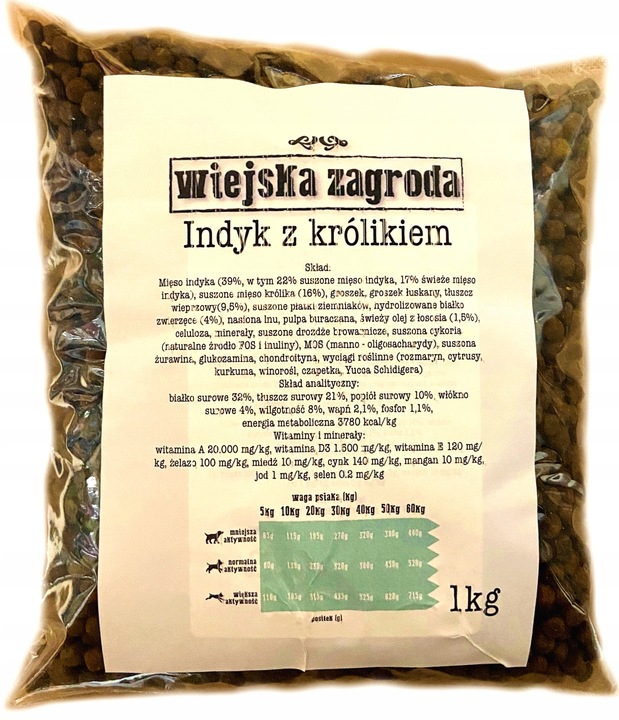 wiejska zagroda
Indyk z królikiem
Skład:
Mięso indyka (39%, w tym 22% suszone mięso indyka, 17% świeże mięso
indyka), suszone mięso królika (16%), groszek, groszek łuskany, tłuszcz
wieprzowy(9,5%), suszone płatki ziemniaków, hydrolizowane białko
zwierzęce (4%), nasiona lnu, pulpa buraczana, świeży olej z łososia (1,5%),
celuloza, minerały, suszone drożdże browarnicze, suszona cykoria
(naturalne źródło FOS i inuliny), MOS (manno - oligosacharydy), suszona
żurawina, glukozamina, chondroityna, wyciągi roślinne (rozmaryn, cytrusy,
kurkuma, winorośl, czapetka, Yucca Schidigera)
Skład analityczny:
białko surowe 32%, tłuszcz surowy 21%, popiół surowy 10%, włókno
surowe 4%, wilgotność 8%, wapń 2,1%, fosfor 1,1%,
energia metaboliczna 3780 kcal/kg
Witaminy i minerały:
witamina A 20.000 mg/kg, witamina D3 1.500 mg/kg, witamina E 120 mg/
kg, żelazo 100 mg/kg, miedź 10 mg/kg, cynk 140 mg/kg, mangan 10 mg/kg,
jod 1 mg/kg, selen 0.2 mg/kg
waga psiaka (kg)
5kg 10kg 20kg 30kg 40kg 50kg 60kg
mniejsza
aktywność 115g 195g 270g 320g 440g
normalna
aktywność
większa
aktywność 110g 715g
posiłek (g)
1kg